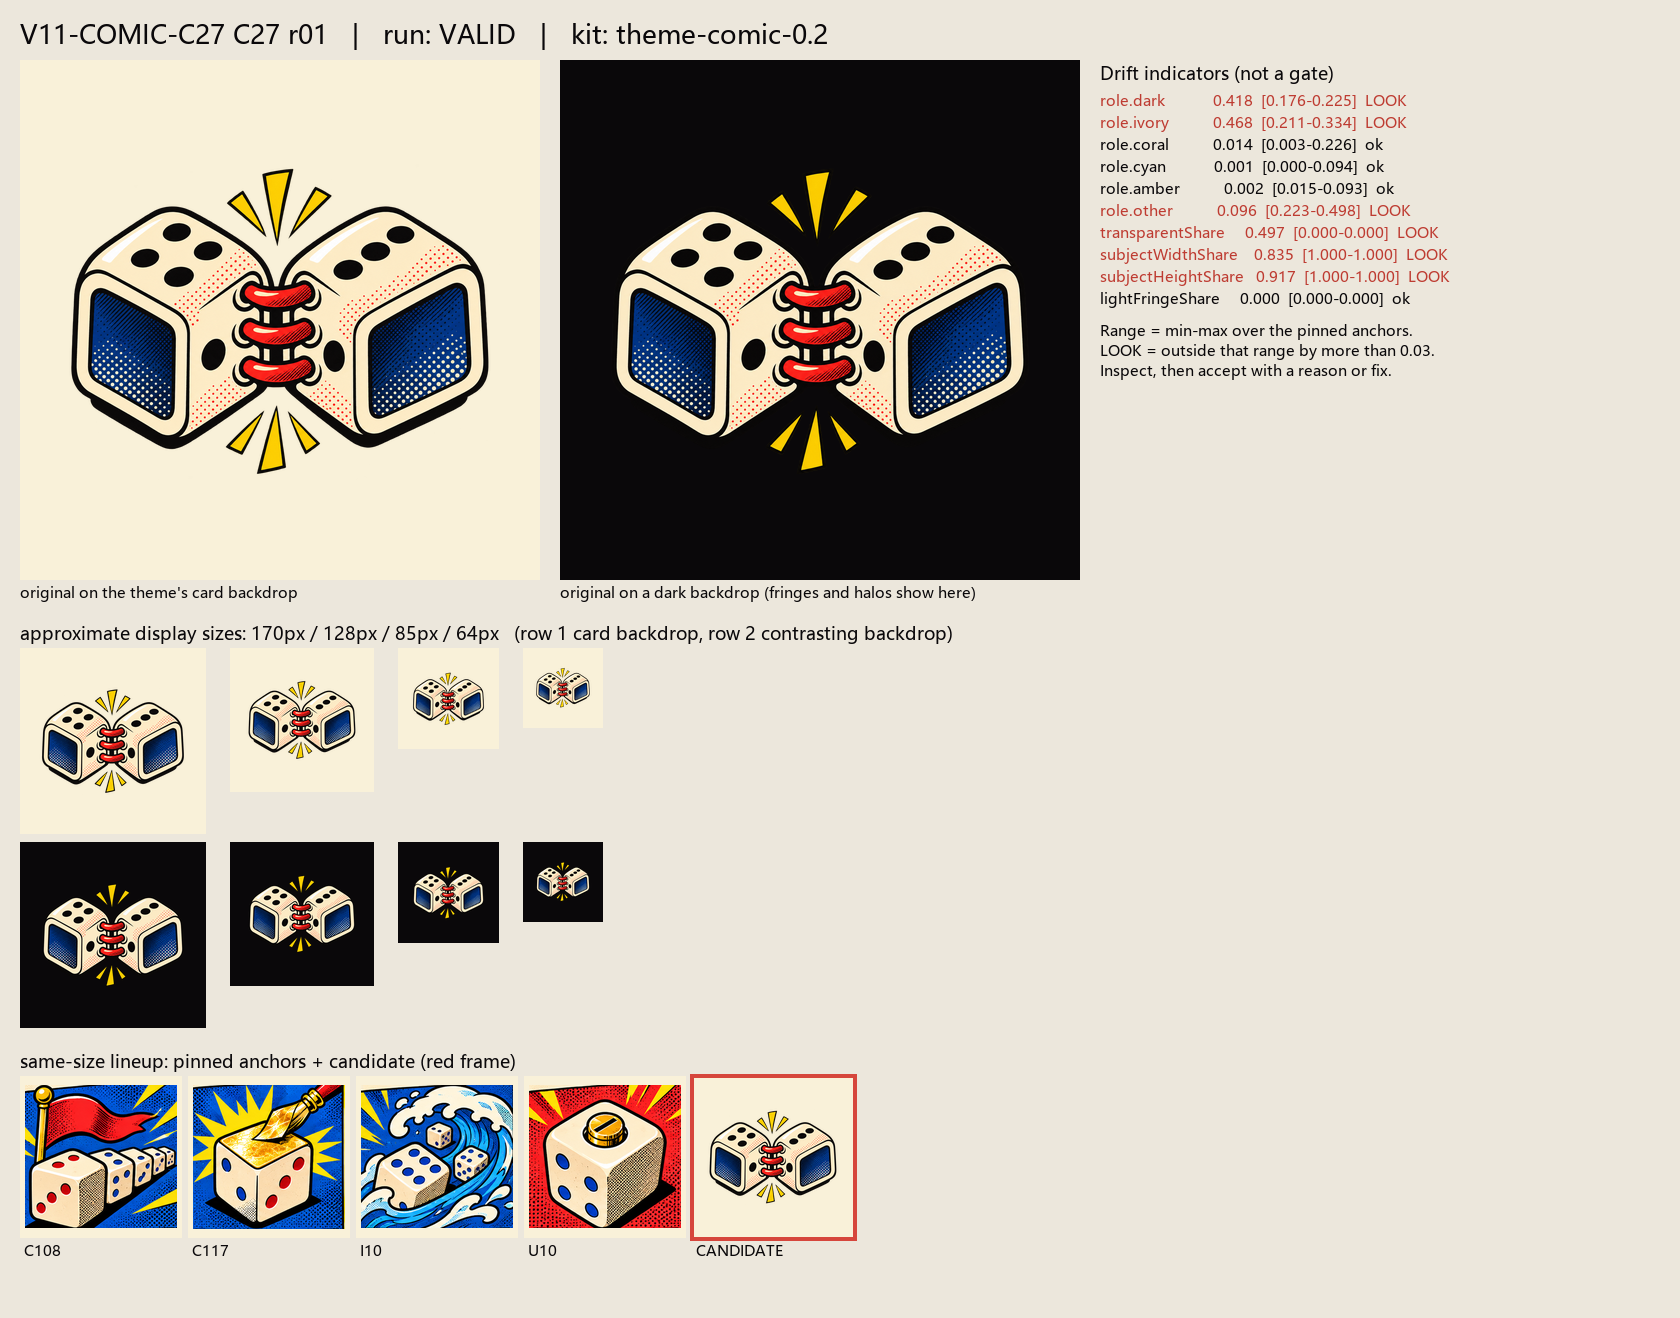 V11-COMIC-C27 C27 r01 | run: VALID | kit: theme-comic-0.2
Drift indicators (not a gate)
role.dark 0.418 [0.176-0.225] LOOK
role.ivory 0.468 [0.211-0.334] LOOK
role.coral 0.014 [0.003-0.226] ok
role.cyan 0.001 [0.000-0.094] ok
role.amber 0.002 [0.015-0.093] ok
role.other 0.096 [0.223-0.498] LOOK
transparentShare 0.497 [0.000-0.000] LOOK
subjectWidthShare 0.835 [1.000-1.000] LOOK
subjectHeightShare 0.917 [1.000-1.000] LOOK
lightFringeShare 0.000 [0.000-0.000] ok
Range = min-max over the pinned anchors.
LOOK = outside that range by more than 0.03.
Inspect, then accept with a reason or fix.
original on the theme's card backdrop
original on a dark backdrop (fringes and halos show here)
approximate display sizes: 170px / 128px / 85px / 64px (row 1 card backdrop, row 2 contrasting backdrop)
same-size lineup: pinned anchors + candidate (red frame)
C108
C117
I10
U10
CANDIDATE